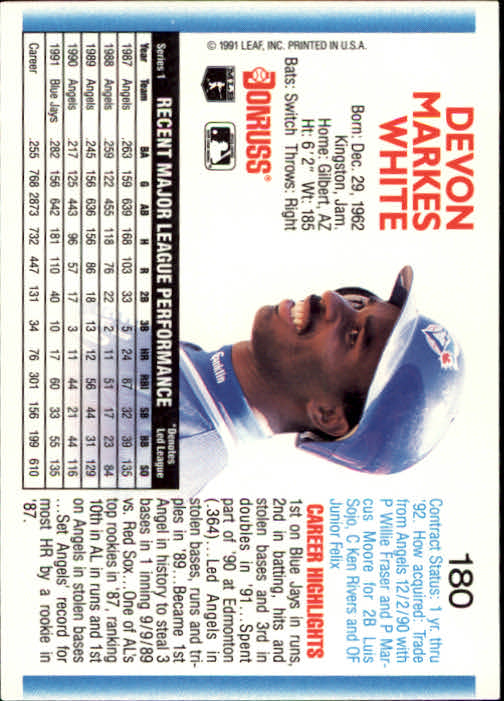 180
DEVON
MARKES
WHITE
Born: Dec. 29, 1962
Kingston, Jam.
Home: Gilbert, AZ
Ht: 6' 2" Wt: 185
Bats: Switch Throws: Right
DONRUSS®
MLB
© 1991 LEAF, INC. PRINTED IN U.S.A.
Conklin
Contract Status: 1 yr. thru
'92. How acquired: Trade
from Angels 12/2/90 with
P Willie Fraser and P Mar-
cus Moore for 2B Luis
Sojo, C Ken Rivers and OF
Junior Felix
CAREER HIGHLIGHTS
1st on Blue Jays in runs,
2nd in batting, hits and
stolen bases and 3rd in
doubles in '91...Spent
part of '90 at Edmonton
(.364)...Led Angels in
stolen bases, runs and tri-
ples in '89...Became 1st
Angel in history to steal 3
bases in 1 inning 9/9/89
vs. Red Sox...One of AL's
top rookies in '87, ranking
10th in AL in runs and 1st
on Angels in stolen bases
...Set Angels' record for
most HR by a rookie in
'87.
Series 1 RECENT MAJOR LEAGUE PERFORMANCE *Denotes Led League
Year Team BA G AB H R 2B 3B HR RBI SB BB SO
1987 Angels .263 159 639 168 103 33 5 24 87 32 39 135
1988 Angels .259 122 455 118 76 22 2 11 51 17 23 84
1989 Angels .245 156 636 156 86 18 13 12 56 44 31 129
1990 Angels .217 125 443 96 57 17 3 11 44 21 44 116
1991 Blue Jays .282 156 642 181 110 40 10 17 60 33 55 135
Career .255 768 2873 732 447 131 34 76 301 156 199 610